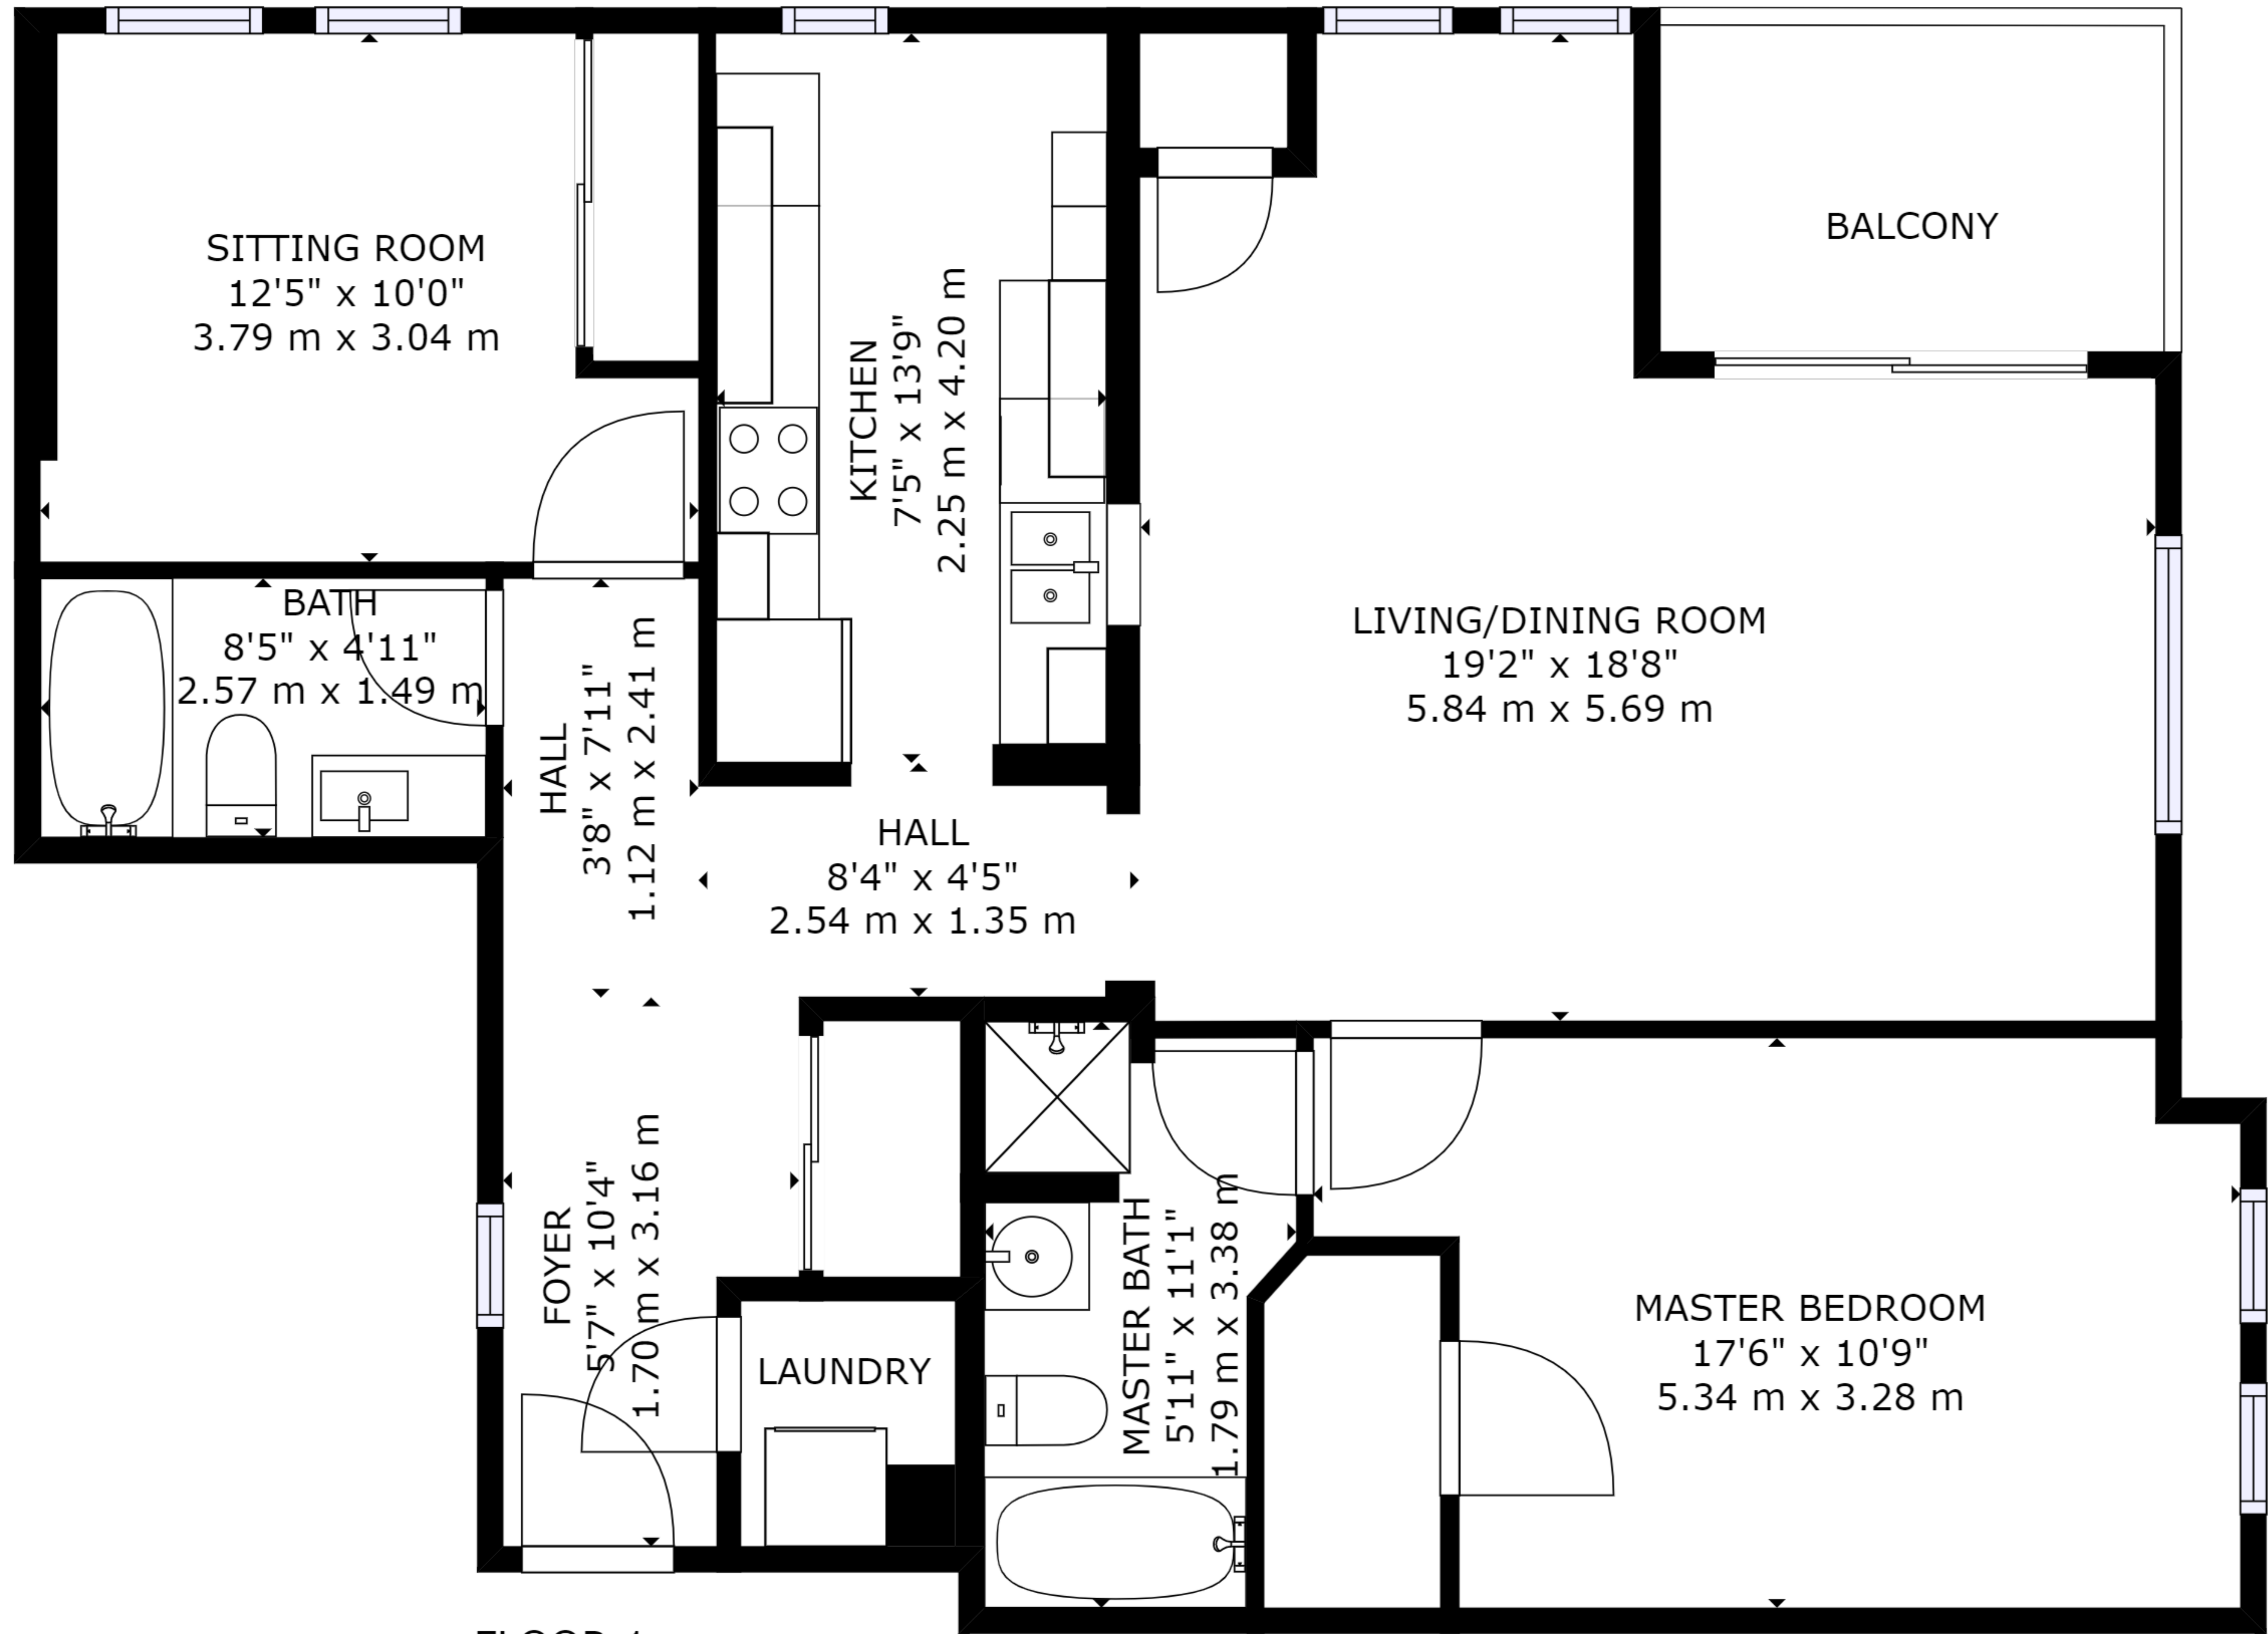 SITTING ROOM
12'5" x 10'0"
3.79 m x 3.04 m
KITCHEN
7'5" x 13'9"
2.25 m x 4.20 m
BALCONY
LIVING/DINING ROOM
19'2" x 18'8"
5.84 m x 5.69 m
BATH
8'5" x 4'11"
2.57 m x 1.49 m
HALL
3'8" x 7'11"
1.12 m x 2.41 m
HALL
8'4" x 4'5"
2.54 m x 1.35 m
FOYER
5'7" x 10'4"
1.70 m x 3.16 m
LAUNDRY
MASTER BATH
5'11" x 11'1"
1.79 m x 3.38 m
MASTER BEDROOM
17'6" x 10'9"
5.34 m x 3.28 m
FLOOR 1